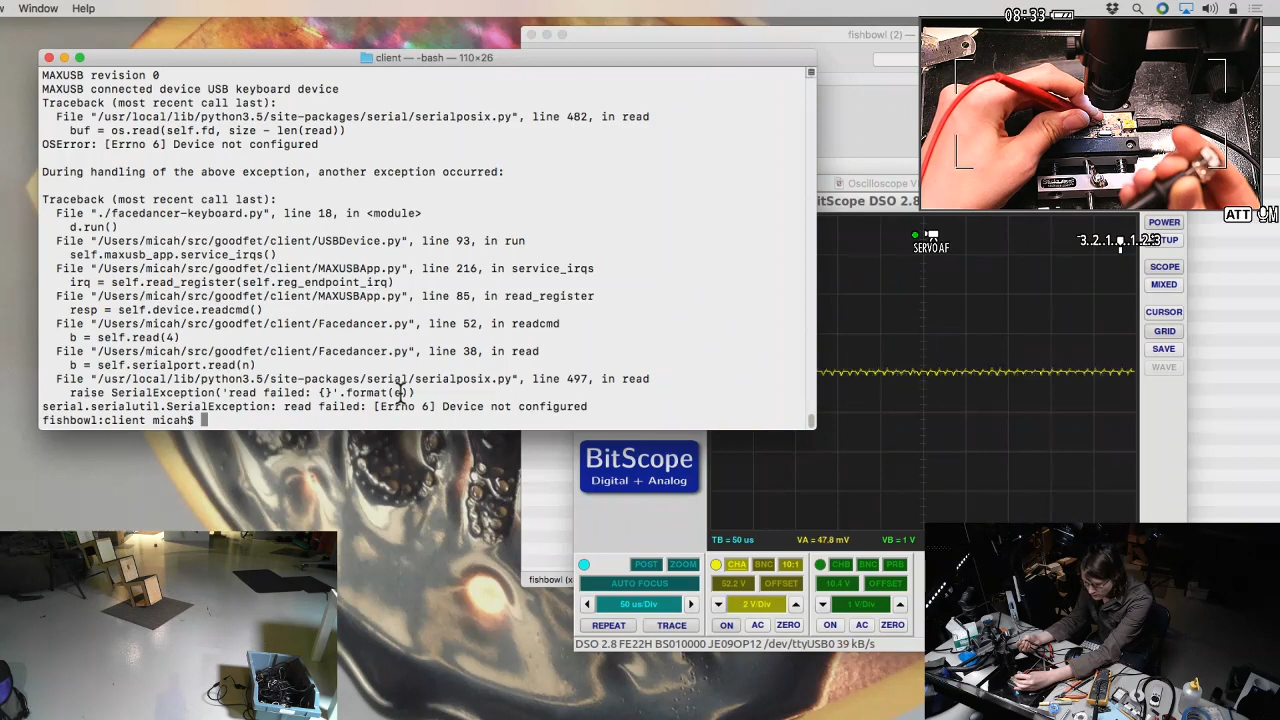 Window Help
client — -bash — 110×26
MAXUSB revision 0
MAXUSB connected device USB keyboard device
Traceback (most recent call last):
File "/usr/local/lib/python3.5/site-packages/serial/serialposix.py", line 482, in read
buf = os.read(self.fd, size - len(read))
OSError: [Errno 6] Device not configured
During handling of the above exception, another exception occurred:
Traceback (most recent call last):
File "./facedancer-keyboard.py", line 18, in <module>
d.run()
File "/Users/micah/src/goodfet/client/USBDevice.py", line 93, in run
self.maxusb_app.service_irqs()
File "/Users/micah/src/goodfet/client/MAXUSBApp.py", line 216, in service_irqs
irq = self.read_register(self.reg_endpoint_irq)
File "/Users/micah/src/goodfet/client/MAXUSBApp.py", line 85, in read_register
resp = self.device.readcmd()
File "/Users/micah/src/goodfet/client/Facedancer.py", line 52, in readcmd
b = self.read(4)
File "/Users/micah/src/goodfet/client/Facedancer.py", line 38, in read
b = self.serialport.read(n)
File "/usr/local/lib/python3.5/site-packages/serial/serialposix.py", line 497, in read
raise SerialException('read failed: {}'.format(e))
serial.serialutil.SerialException: read failed: [Errno 6] Device not configured
fishbowl:client micah$
fishbowl (2) —
08:33
ATT
SERVO AF
3..2..1...1..2..3
Oscilloscope V
BitScope DSO 2.8
POWER
SCOPE
MIXED
CURSOR
GRID
SAVE
WAVE
BitScope
Digital + Analog
TB = 50 us
VA = 47.8 mV
VB = 1 V
fishbowl (x
POST ZOOM
AUTO FOCUS
50 us/Div
REPEAT TRACE
CHA BNC 10:1
52.2 V OFFSET
2 V/Div
ON AC ZERO
CHB BNC PRB
10.4 V OFFSET
1 V/Div
ON AC ZERO
DSO 2.8 FE22H BS010000 JE09OP12 /dev/ttyUSB0 39 kB/s